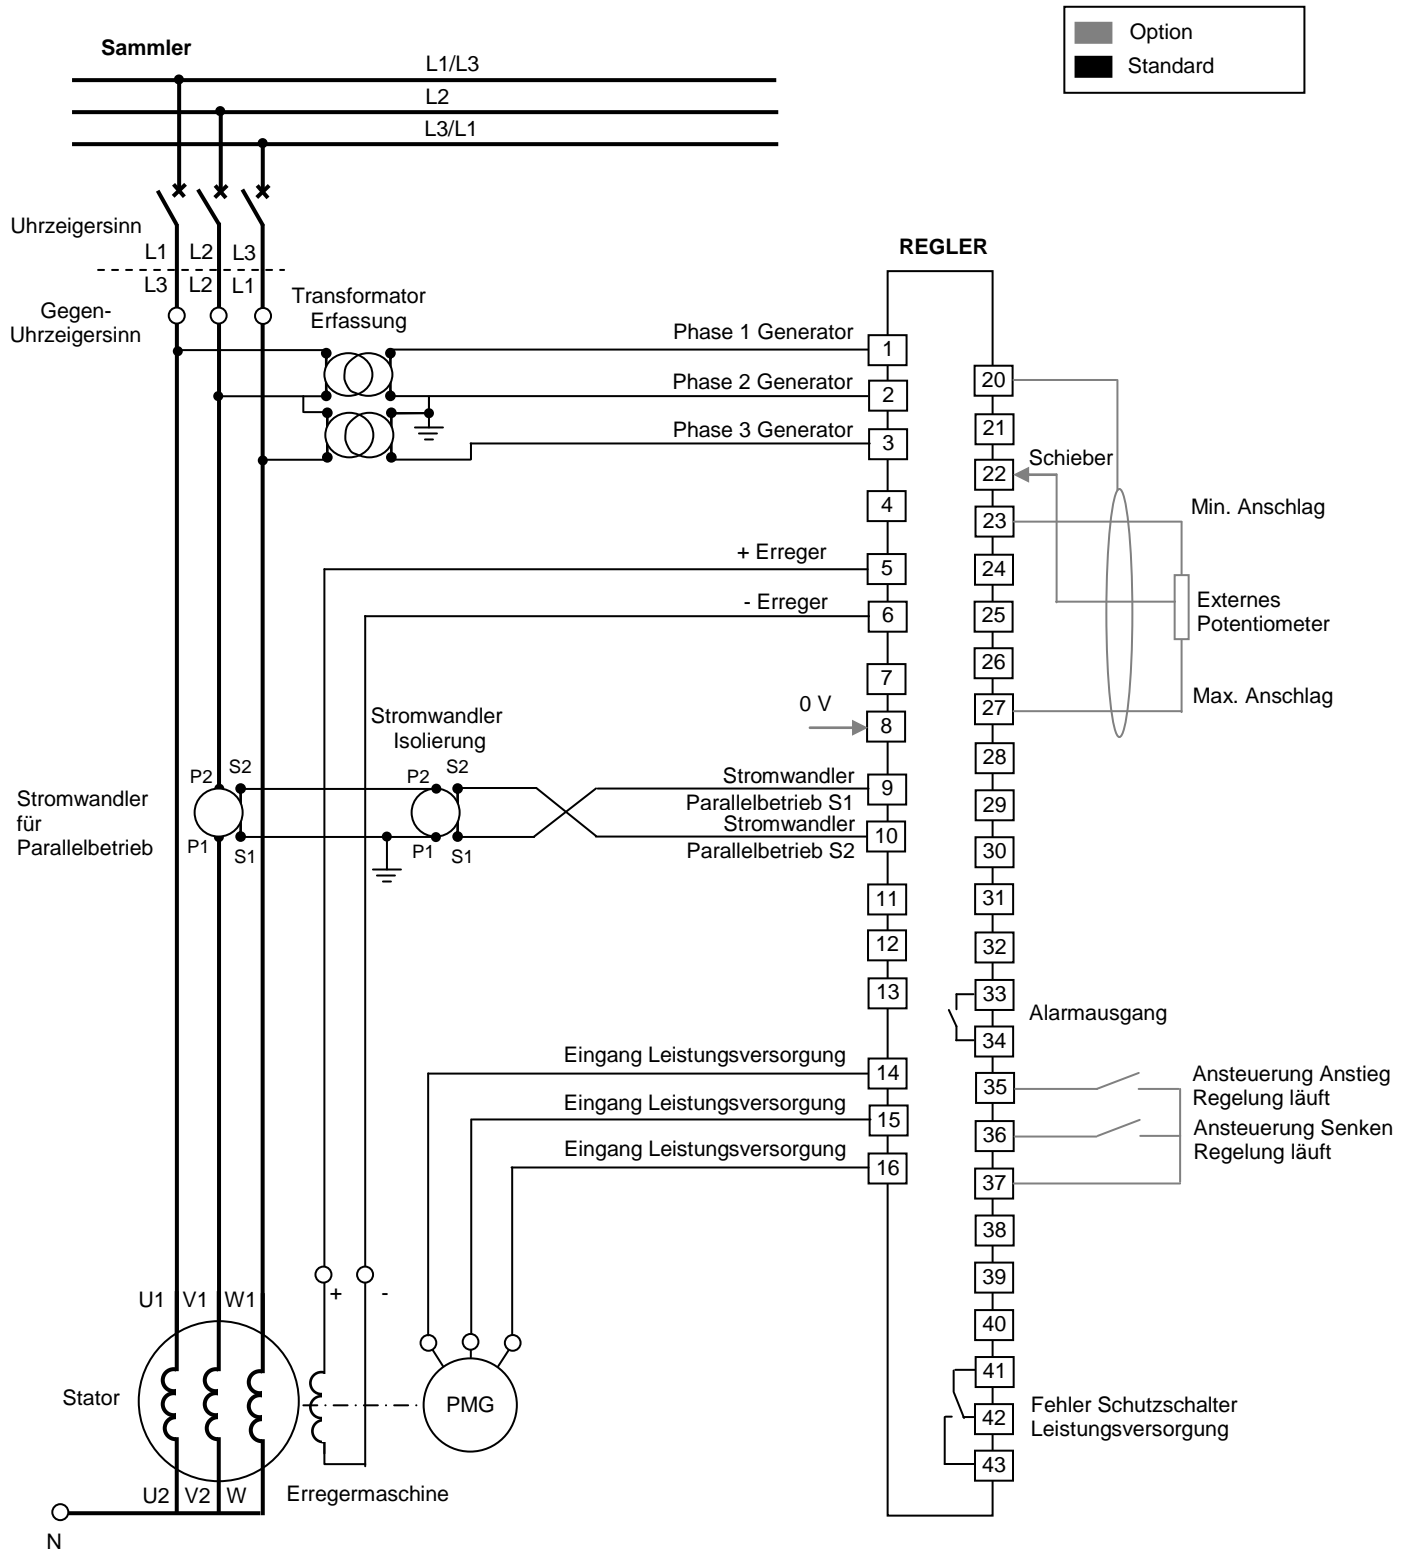 Option
Standard
Sammler
L1/L3
L2
L3/L1
Uhrzeigersinn
L1 L2 L3
L3 L2 L1
Gegen-
Uhrzeigersinn
Transformator
Erfassung
REGLER
Phase 1 Generator
1
Phase 2 Generator
2
Phase 3 Generator
3
4
+ Erreger
5
- Erreger
6
7
0 V
8
Stromwandler
Isolierung
Stromwandler
für
Parallelbetrieb
P2
S2
P1
S1
P2
S2
P1
S1
Stromwandler
Parallelbetrieb S1
9
Stromwandler
Parallelbetrieb S2
10
11
12
13
Eingang Leistungsversorgung
14
Eingang Leistungsversorgung
15
Eingang Leistungsversorgung
16
20
21
22
Schieber
23
Min. Anschlag
24
25
Externes
Potentiometer
26
27
Max. Anschlag
28
29
30
31
32
33
34
Alarmausgang
35
Ansteuerung Anstieg
Regelung läuft
36
Ansteuerung Senken
Regelung läuft
37
38
39
40
41
42
43
Fehler Schutzschalter
Leistungsversorgung
+ -
U1 V1 W1
Stator
PMG
U2 V2 W
Erregermaschine
N